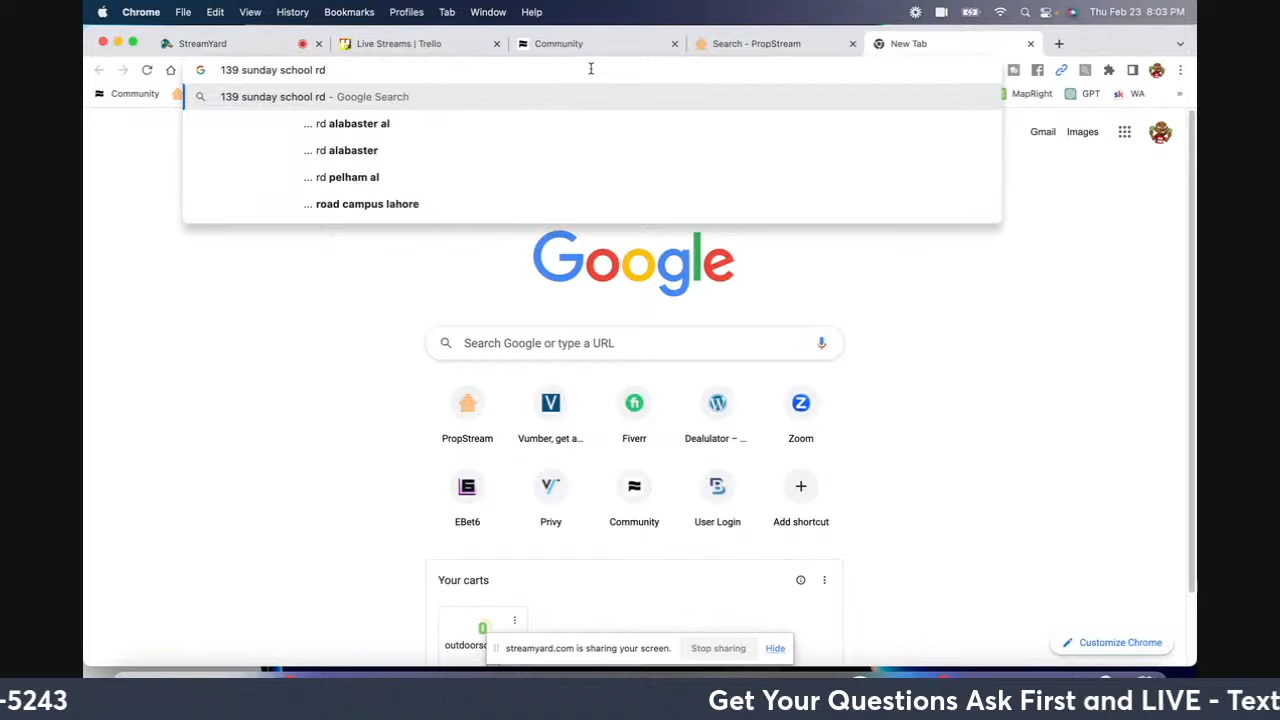 Chrome File Edit View History Bookmarks Profiles Tab Window Help Thu Feb 23 8:03 PM
StreamYard Live Streams | Trello Community Search - PropStream New Tab
139 sunday school rd
Community MapRight GPT sk WA »
139 sunday school rd - Google Search
... rd alabaster al
... rd alabaster
... rd pelham al
... road campus lahore
Gmail Images
Google
Search Google or type a URL
PropStream Vumber, get a... Fiverr Dealulator – ... Zoom
EBet6 Privy Community User Login Add shortcut
Your carts
outdoorsc
streamyard.com is sharing your screen. Stop sharing Hide
Customize Chrome
-5243 Get Your Questions Ask First and LIVE - Text